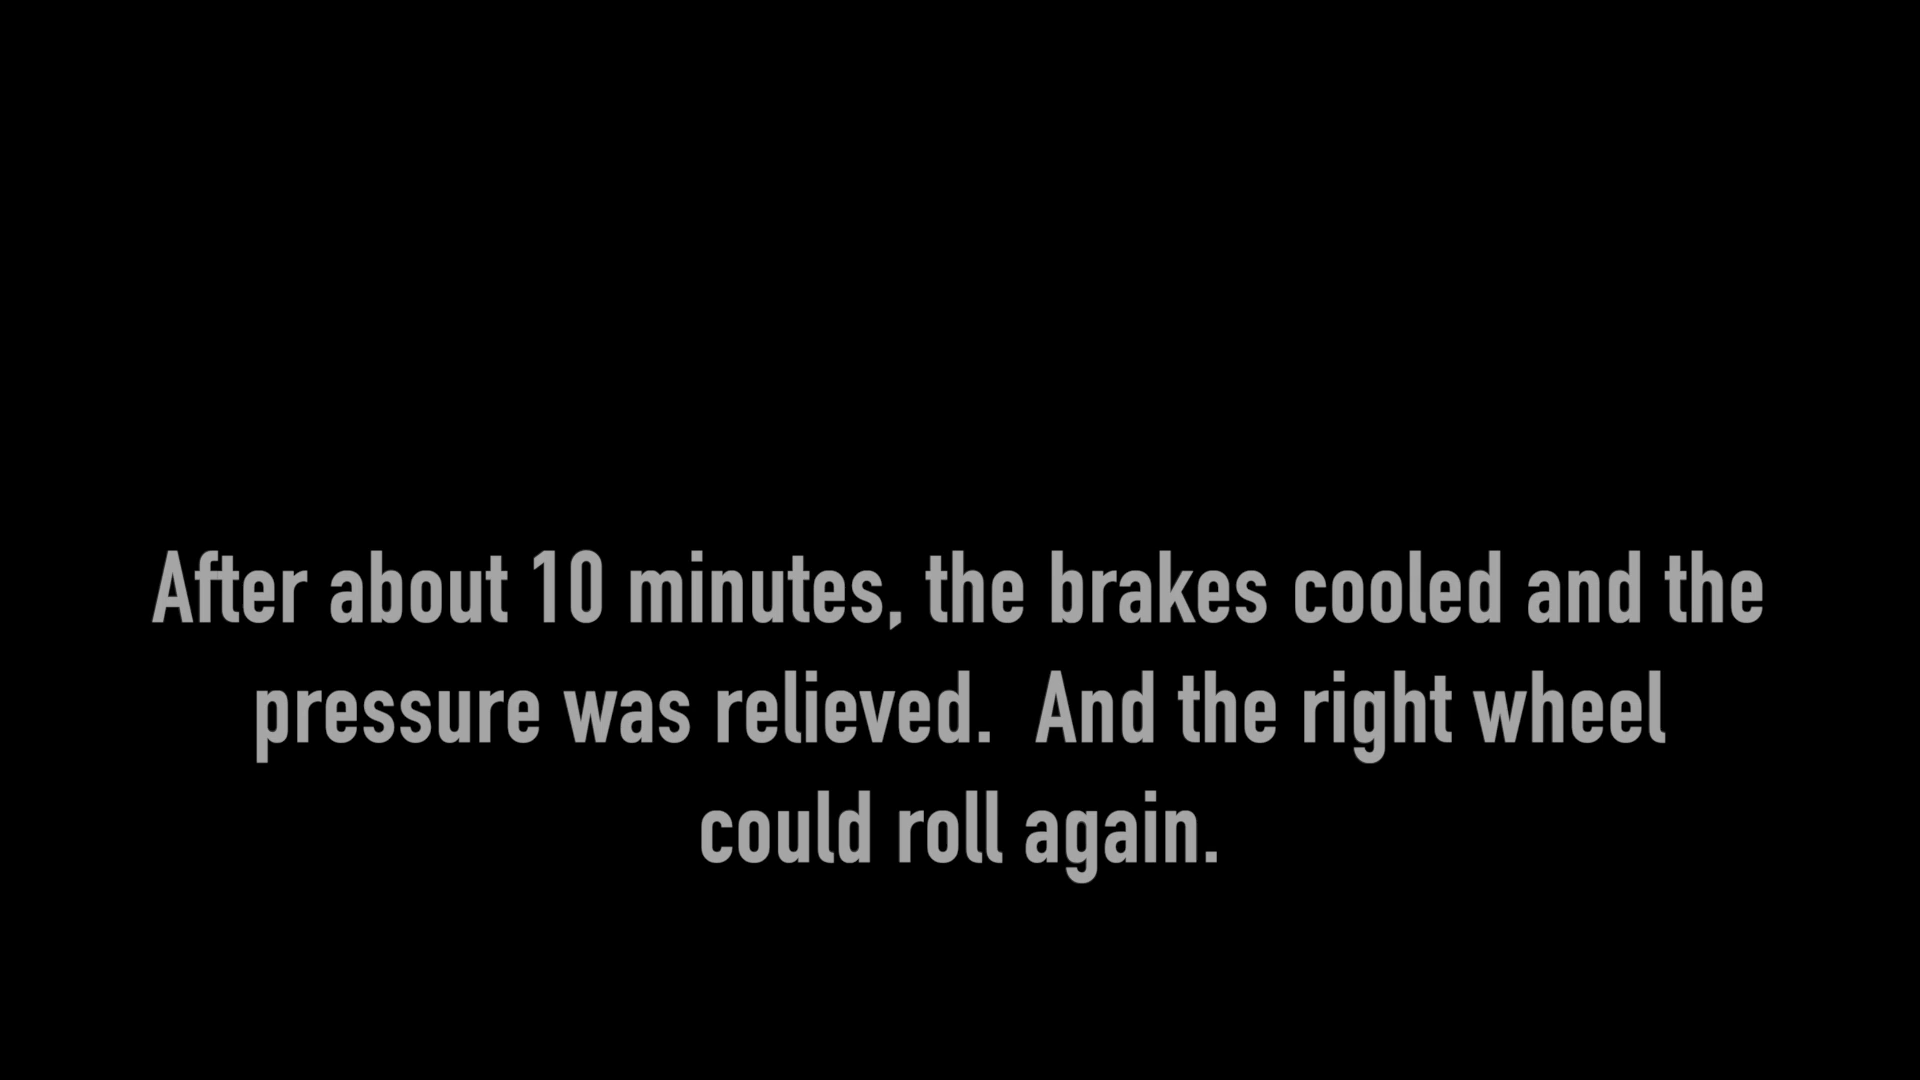 After about 10 minutes, the brakes cooled and the
pressure was relieved.  And the right wheel
could roll again.